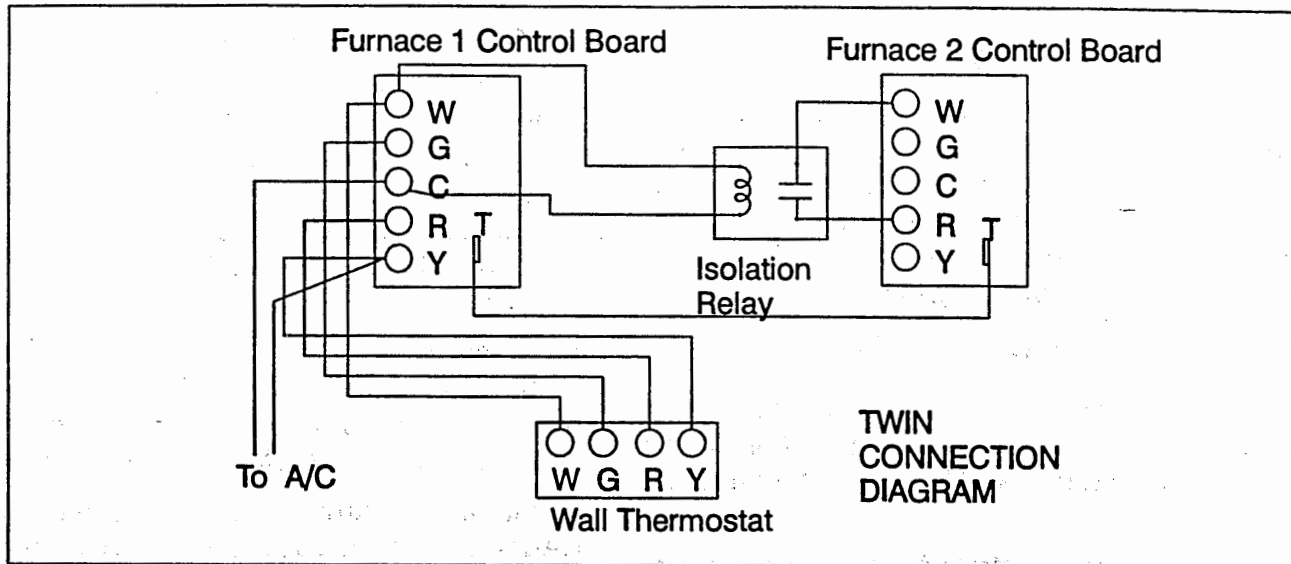 Furnace 1 Control Board
Furnace 2 Control Board
W
G
C
R T
Y
W
G
C
R T
Y
Isolation
Relay
To A/C
W G R Y
Wall Thermostat
TWIN
CONNECTION
DIAGRAM